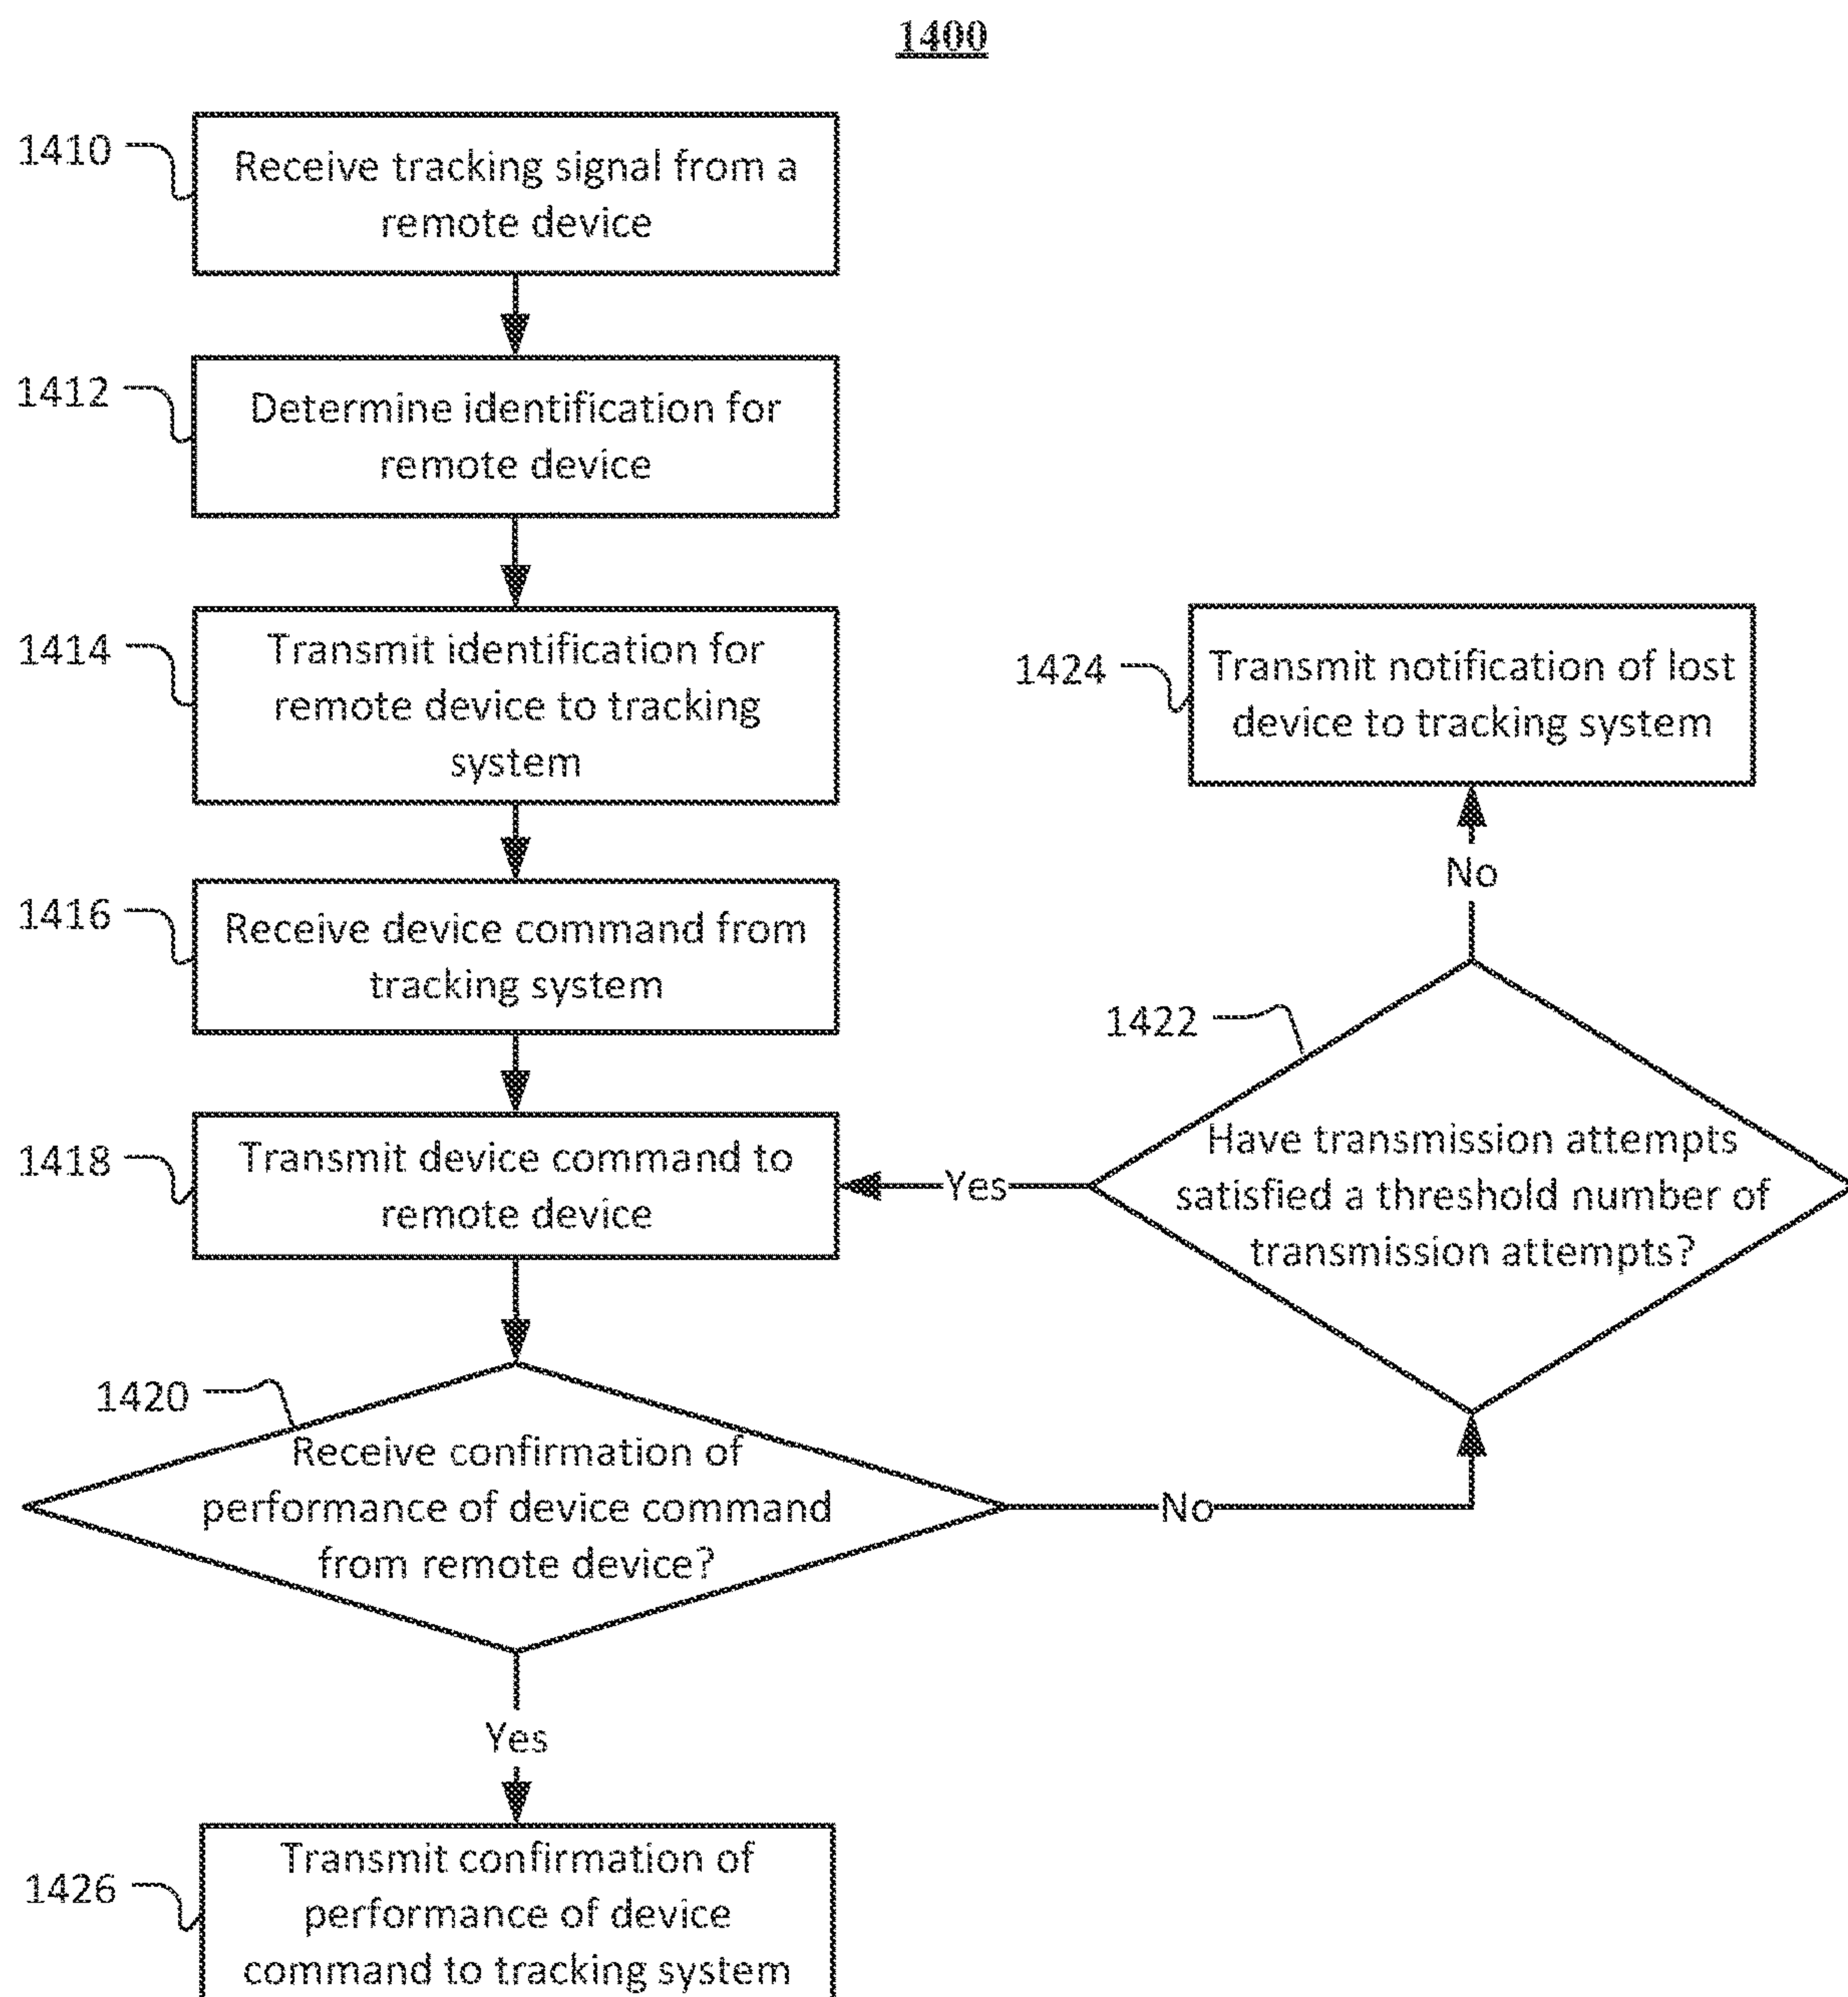 1400
1410
Receive tracking signal from a
remote device
1412
Determine identification for
remote device
1414
Transmit identification for
remote device to tracking
system
1416
Receive device command from
tracking system
1418
Transmit device command to
remote device
1420
Receive confirmation of
performance of device command
from remote device?
No
Yes
1422
Have transmission attempts
satisfied a threshold number of
transmission attempts?
Yes
No
1424
Transmit notification of lost
device to tracking system
1426
Transmit confirmation of
performance of device
command to tracking system